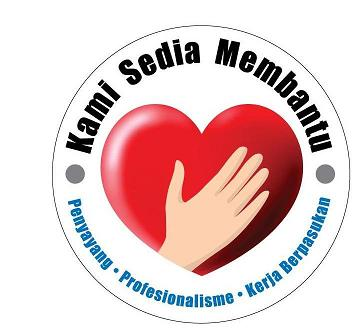 Kami Sedia Membantu
Penyayang • Profesionalisme • Kerja Berpasukan